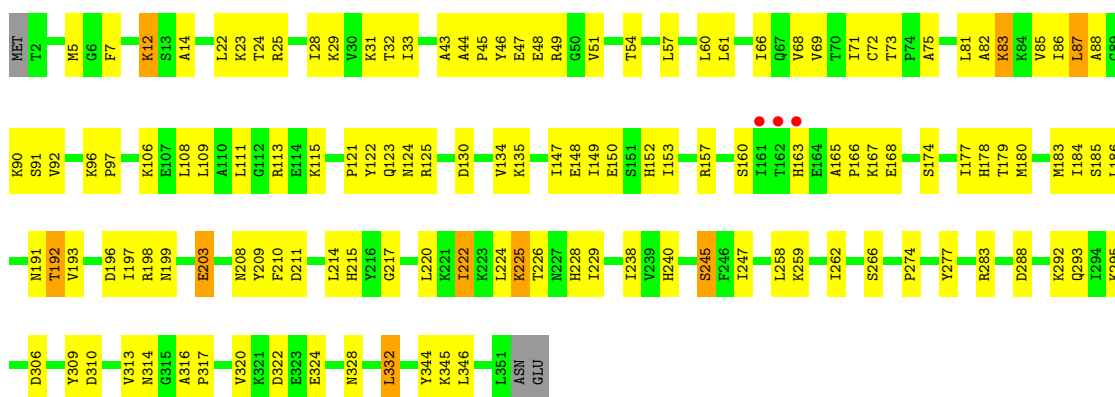 MET T2 M5 G6 F7 K12 S13 A14 L22 K23 T24 R25 I28 K29 V30 K31 T32 I33 A43 A44 P45 Y46 E47 E48 R49 G50 V51 T54 L57 L60 L61 I66 Q67 V68 V69 T70 I71 C72 T73 P74 A75 L81 A82 K83 K84 V85 I86 L87 A88 G89
K90 S91 V92 K96 P97 K106 E107 L108 L109 A110 L111 G112 R113 E114 K115 P121 Y122 Q123 N124 R125 D130 V134 K135 I147 E148 I149 E150 S151 H152 I153 R157 S160 I161 T162 H163 E164 A165 P166 K167 E168 S174 I177 H178 T179 M180 M183 I184 S185 L186
N191 T192 V193 D196 I197 R198 N199 E203 N208 Y209 F210 D211 L214 H215 Y216 G217 L220 K221 I222 K223 L224 K225 T226 N227 H228 I229 I238 V239 H240 S245 F246 I247 L258 K259 I262 S266 P274 Y277 R283 D288 K292 Q293 I294 K295
D306 Y309 D310 V313 N314 G315 A316 P317 V320 K321 D322 E323 E324 N328 L332 Y344 K345 L346 L351 ASN GLU